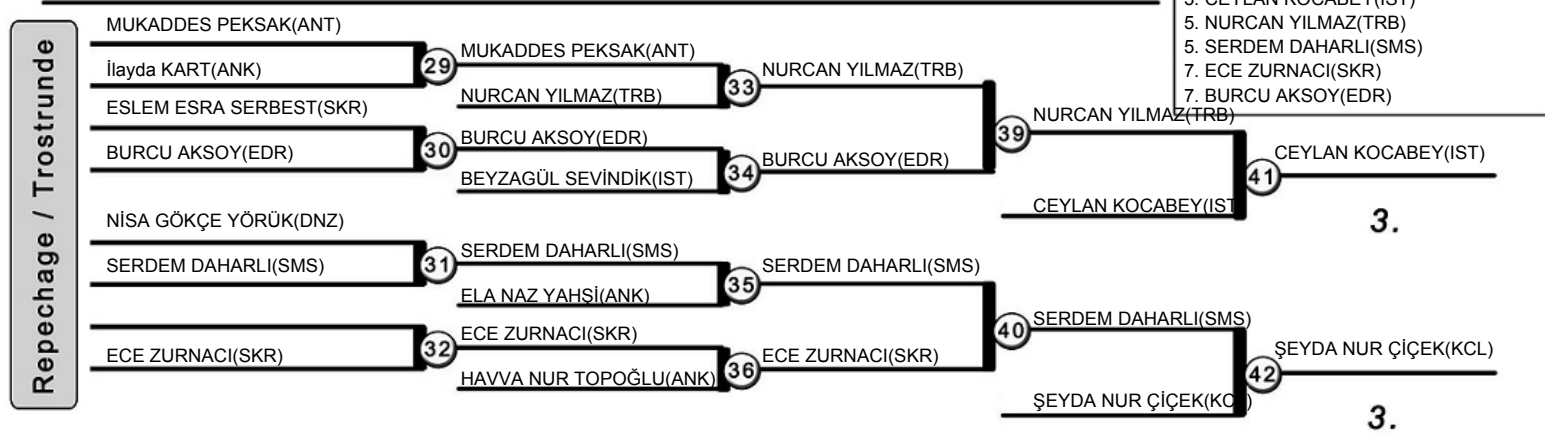 3. CEYLAN KOCABEY(IST)
5. NURCAN YILMAZ(TRB)
5. SERDEM DAHARLI(SMS)
7. ECE ZURNACI(SKR)
7. BURCU AKSOY(EDR)
Repechage / Trostrunde
MUKADDES PEKSAK(ANT)
İlayda KART(ANK)
29
MUKADDES PEKSAK(ANT)
NURCAN YILMAZ(TRB)
33
NURCAN YILMAZ(TRB)
ESLEM ESRA SERBEST(SKR)
BURCU AKSOY(EDR)
30
BURCU AKSOY(EDR)
BEYZAGÜL SEVİNDİK(IST)
34
BURCU AKSOY(EDR)
39
NURCAN YILMAZ(TRB)
CEYLAN KOCABEY(IST
41
CEYLAN KOCABEY(IST)
3.
NİSA GÖKÇE YÖRÜK(DNZ)
SERDEM DAHARLI(SMS)
31
SERDEM DAHARLI(SMS)
ELA NAZ YAHŞİ(ANK)
35
SERDEM DAHARLI(SMS)
ECE ZURNACI(SKR)
32
ECE ZURNACI(SKR)
HAVVA NUR TOPOĞLU(ANK)
36
ECE ZURNACI(SKR)
40
SERDEM DAHARLI(SMS)
ŞEYDA NUR ÇİÇEK(KCL)
42
ŞEYDA NUR ÇİÇEK(KCL)
3.